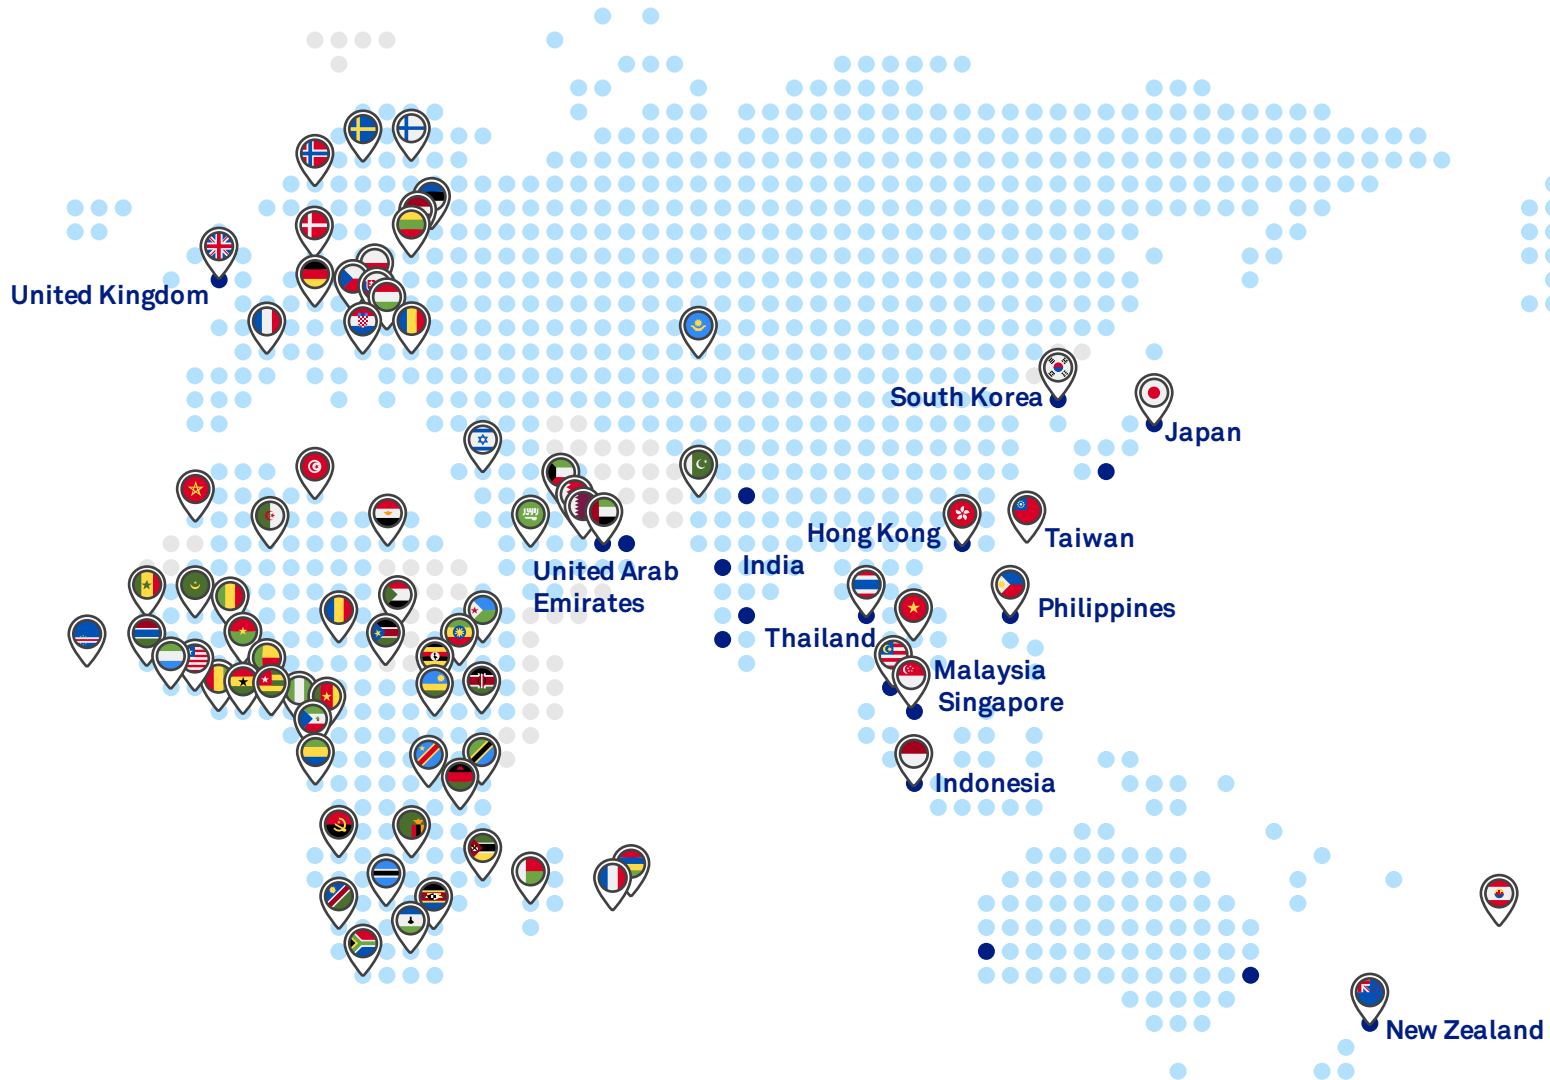 United Kingdom
South Korea
Japan
Hong Kong
Taiwan
United Arab
Emirates
India
Philippines
Thailand
Malaysia
Singapore
Indonesia
New Zealand